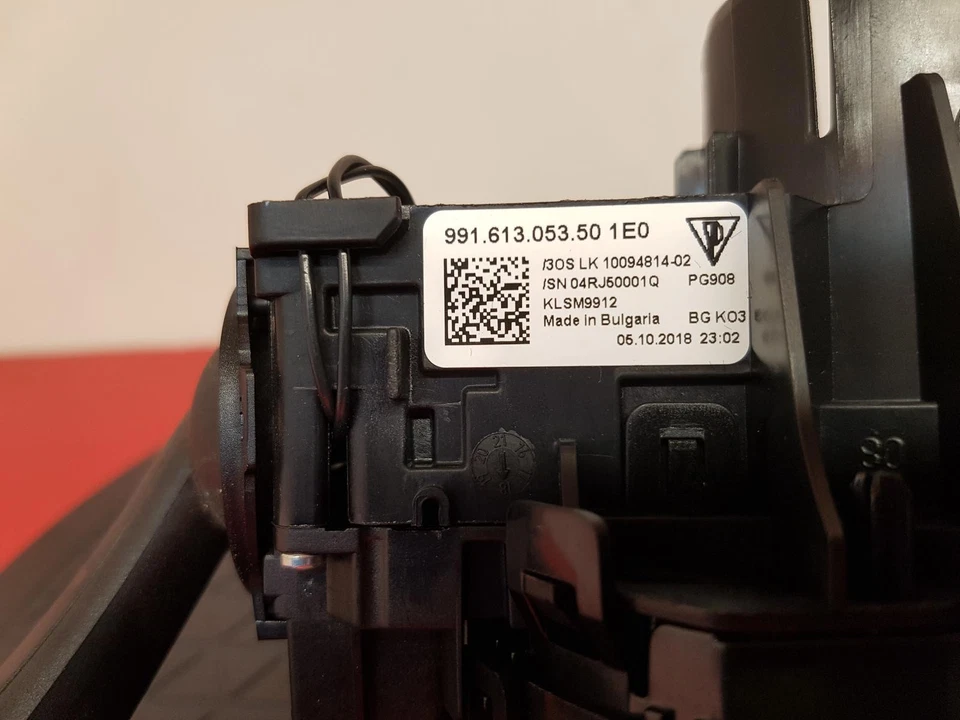 991.613.053.50 1E0
/3OS LK 10094814-02
/SN 04RJ50001Q PG908
KLSM9912
Made in Bulgaria BG KO3
05.10.2018 23:02
80